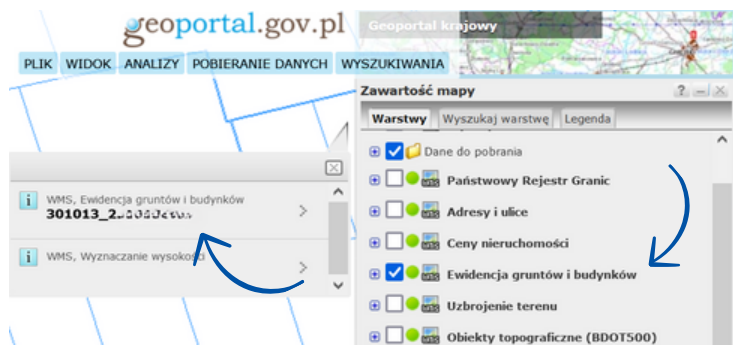 geoportal.gov.pl
Geoportal krajowy
PLIK WIDOK ANALIZY POBIERANIE DANYCH WYSZUKIWANIA
Zawartość mapy
Warstwy Wyszukaj warstwę Legenda
Dane do pobrania
Państwowy Rejestr Granic
Adresy i ulice
Ceny nieruchomości
Ewidencja gruntów i budynków
Uzbrojenie terenu
Obiekty topograficzne (BDOT500)
WMS, Ewidencja gruntów i budynków
301013_2.
WMS, Wyznaczanie wysokości